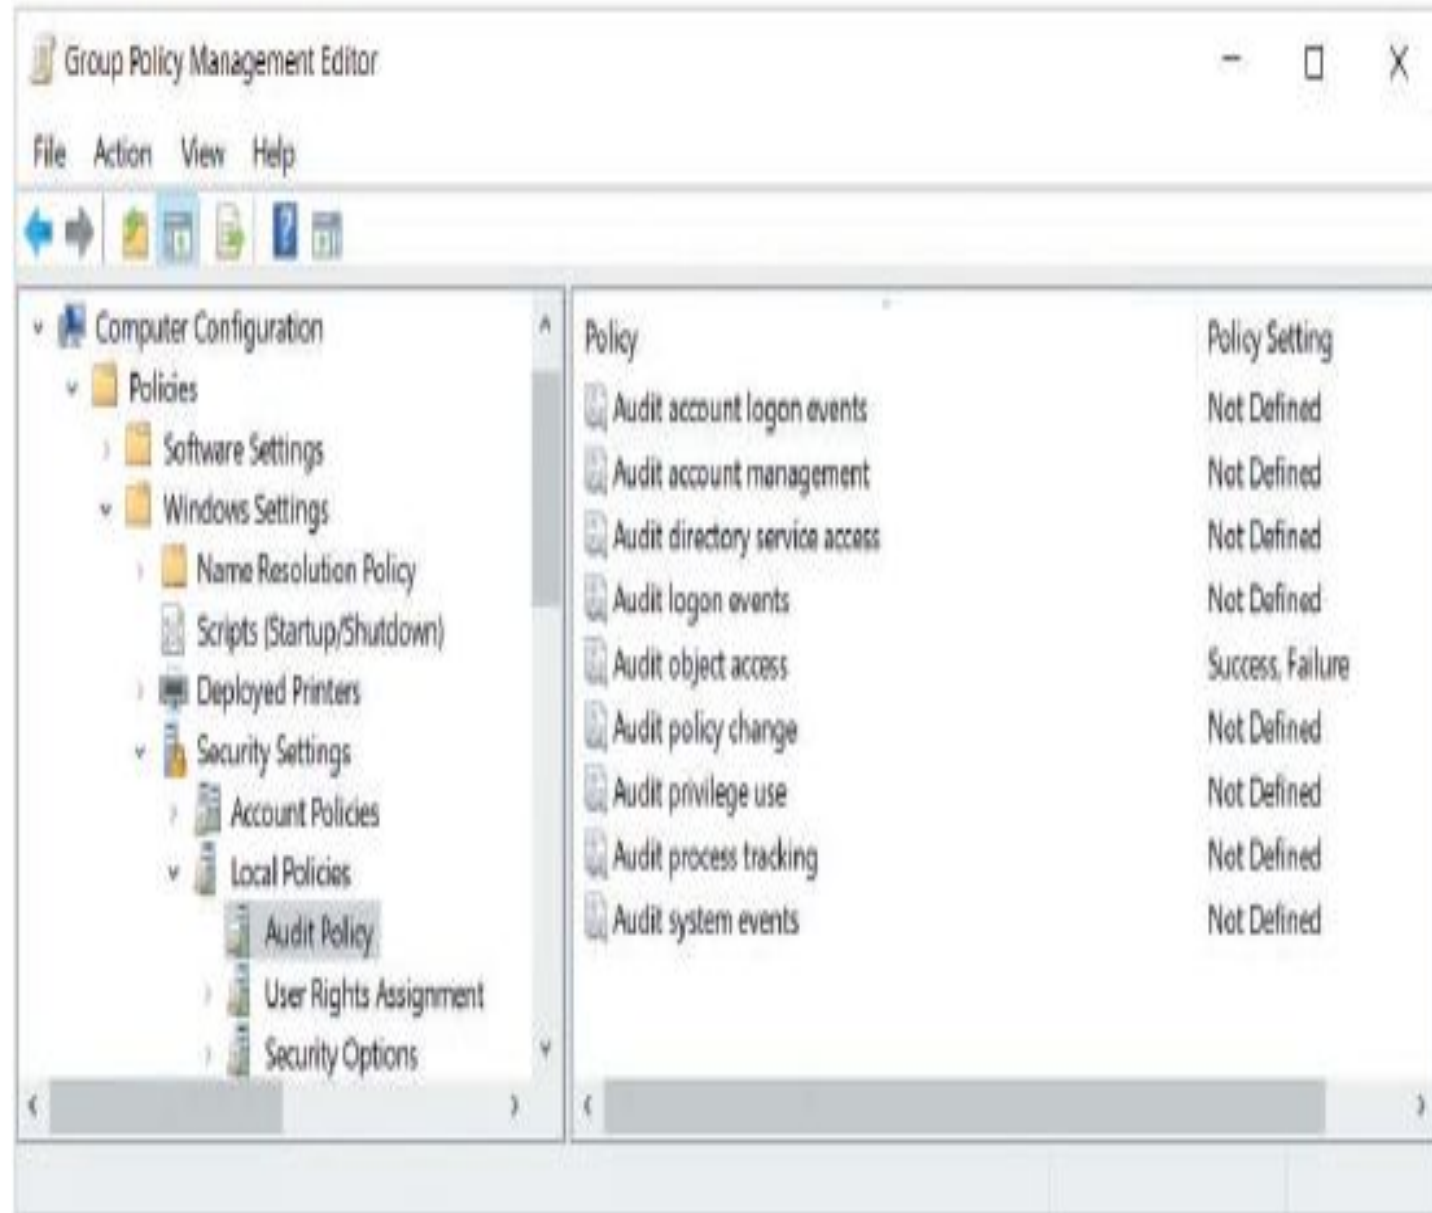 Group Policy Management Editor
File Action View Help
Computer Configuration
Policies
Software Settings
Windows Settings
Name Resolution Policy
Scripts (Startup/Shutdown)
Deployed Printers
Security Settings
Account Policies
Local Policies
Audit Policy
User Rights Assignment
Security Options
Policy Policy Setting
Audit account logon events Not Defined
Audit account management Not Defined
Audit directory service access Not Defined
Audit logon events Not Defined
Audit object access Success, Failure
Audit policy change Not Defined
Audit privilege use Not Defined
Audit process tracking Not Defined
Audit system events Not Defined